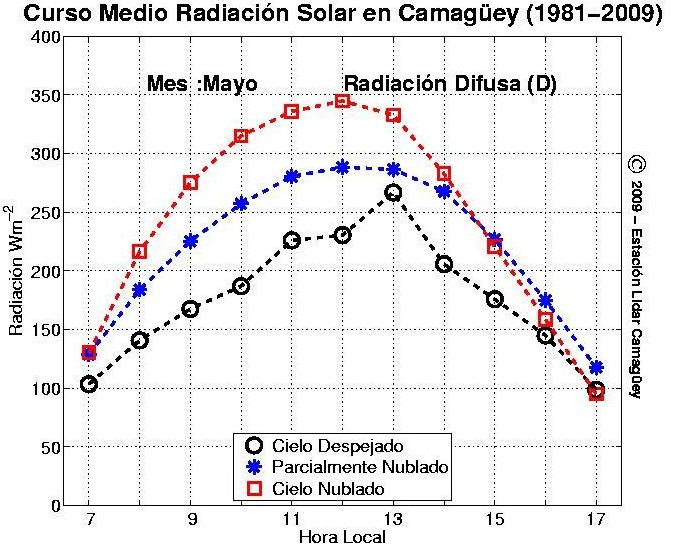 Curso Medio Radiación Solar en Camagüey (1981−2009)
400
350
300
250
200
150
100
50
0
Radiación Wm−2
Mes :Mayo
Radiación Difusa (D)
Cielo Despejado
Parcialmente Nublado
Cielo Nublado
7 9 11 13 15 17
Hora Local
© 2009 − Estación Lidar Camagüey